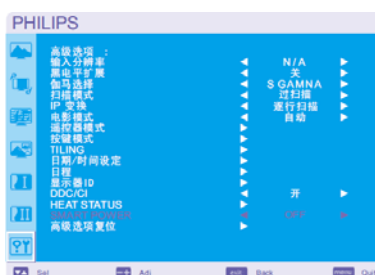 PHILIPS
高级选项 :
输入分辨率 N/A
黑电平扩展 关
伽马选择 S GAMNA
扫描模式 过扫描
IP 变换 逐行扫描
电影模式 自动
遥控器模式
按键模式
TILING
日期/时间设定
日程
显示器ID
DDC/CI 开
HEAT STATUS
SMART POWER OFF
高级选项复位
Sel Adj exit Back menu Quit